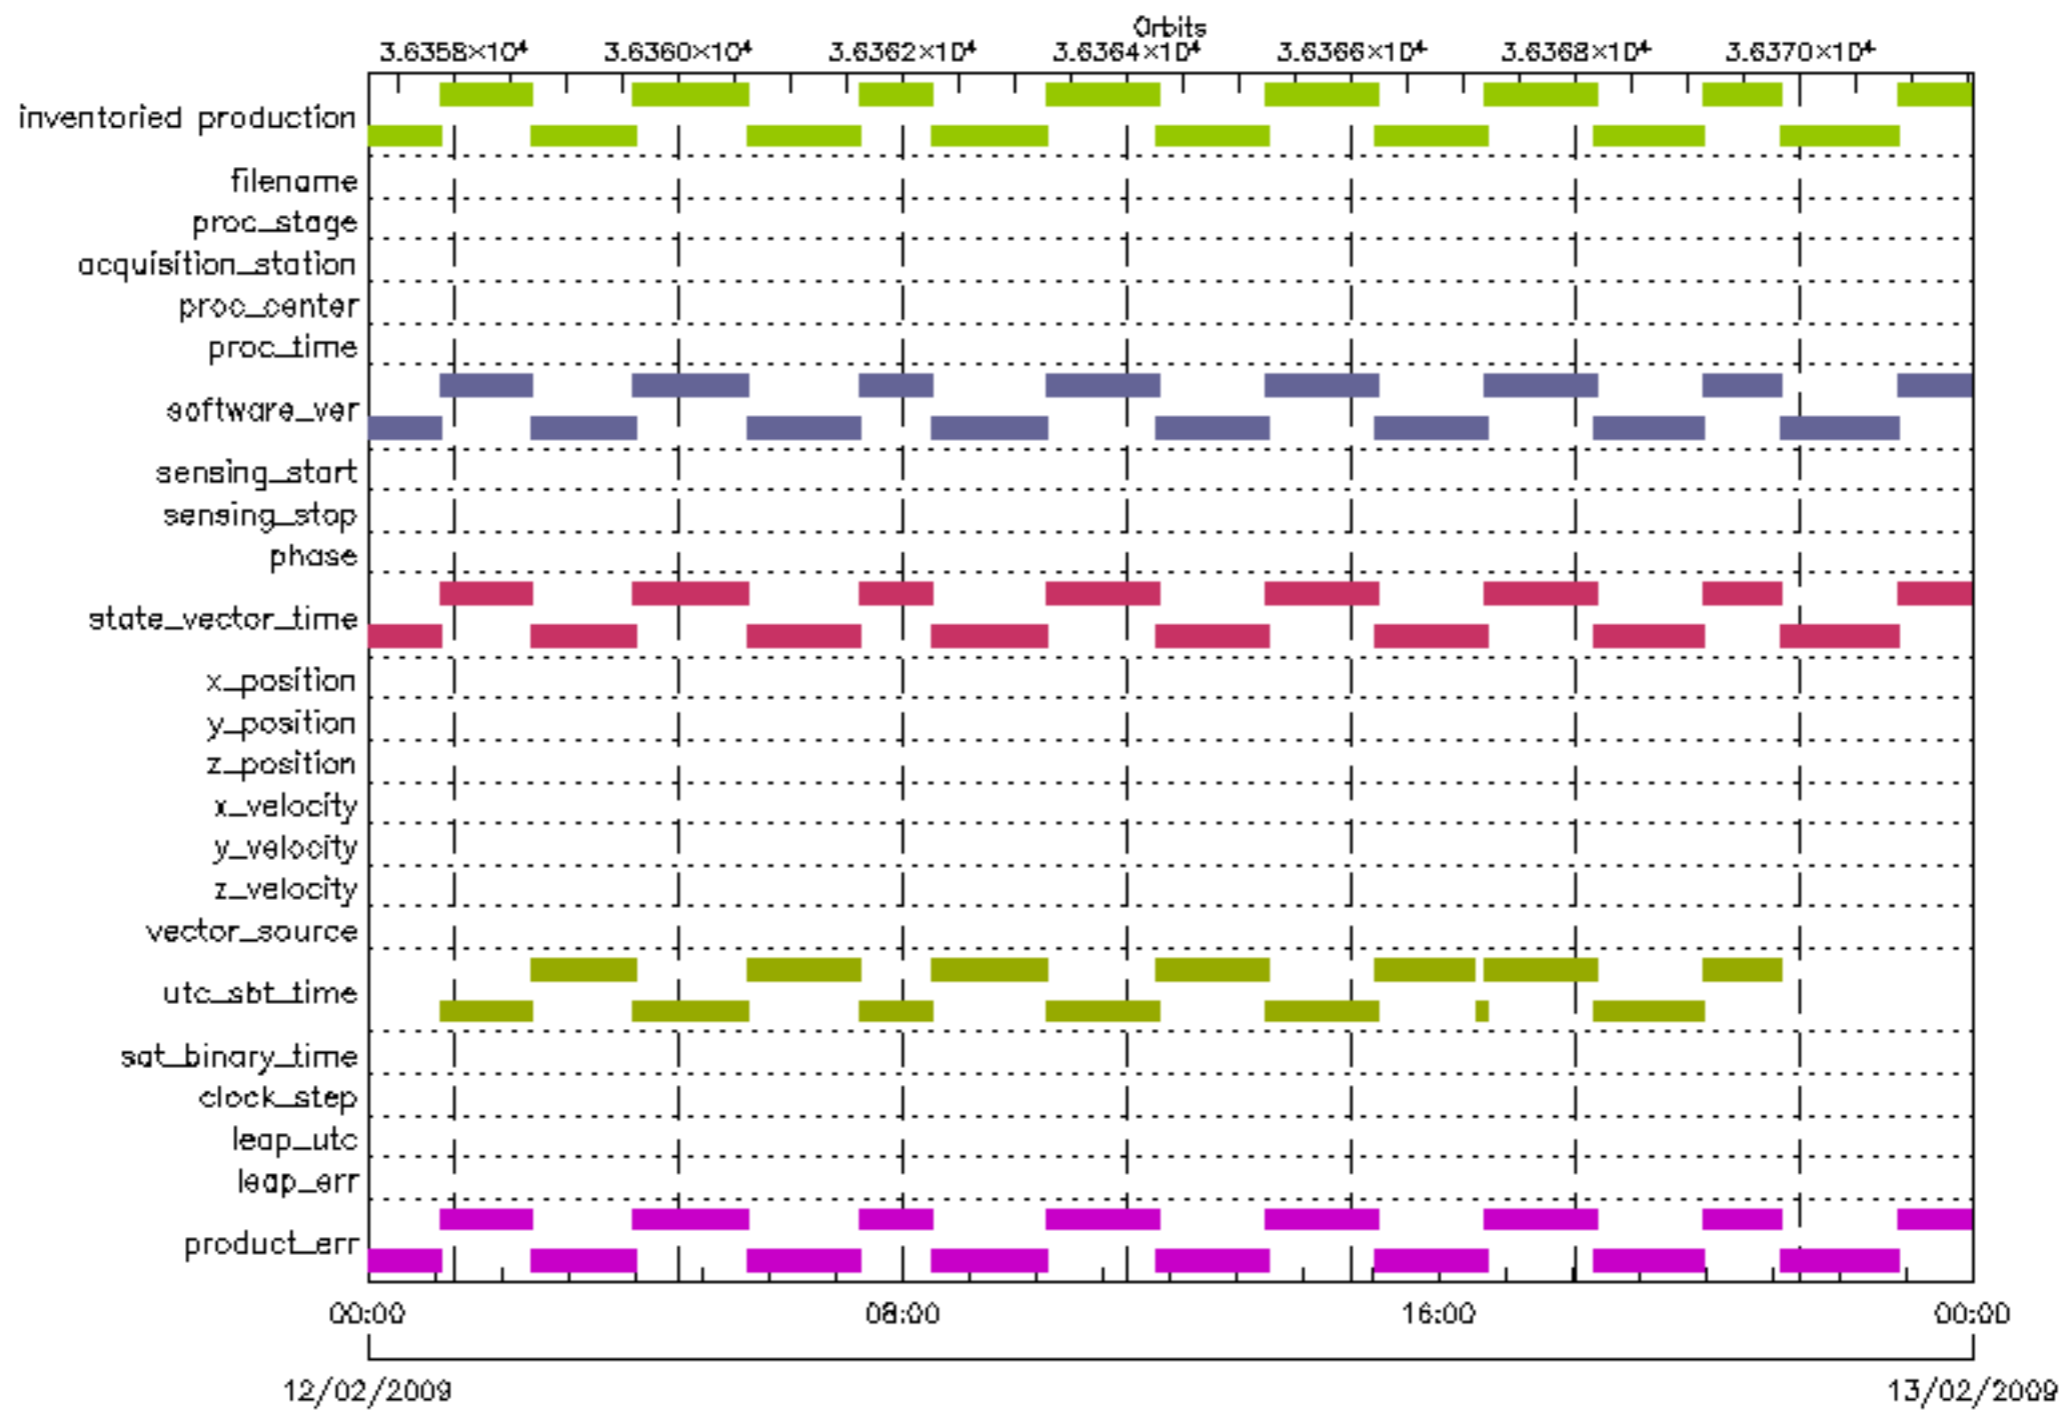 Orbits
3.6358×10⁴ 3.6360×10⁴ 3.6362×10⁴ 3.6364×10⁴ 3.6366×10⁴ 3.6368×10⁴ 3.6370×10⁴
inventoried production
filename
proc_stage
acquisition_station
proc_center
proc_time
software_ver
sensing_start
sensing_stop
phase
state_vector_time
x_position
y_position
z_position
x_velocity
y_velocity
z_velocity
vector_source
utc_sbt_time
sat_binary_time
clock_step
leap_utc
leap_err
product_err
00:00 08:00 16:00 00:00
12/02/2009 13/02/2009